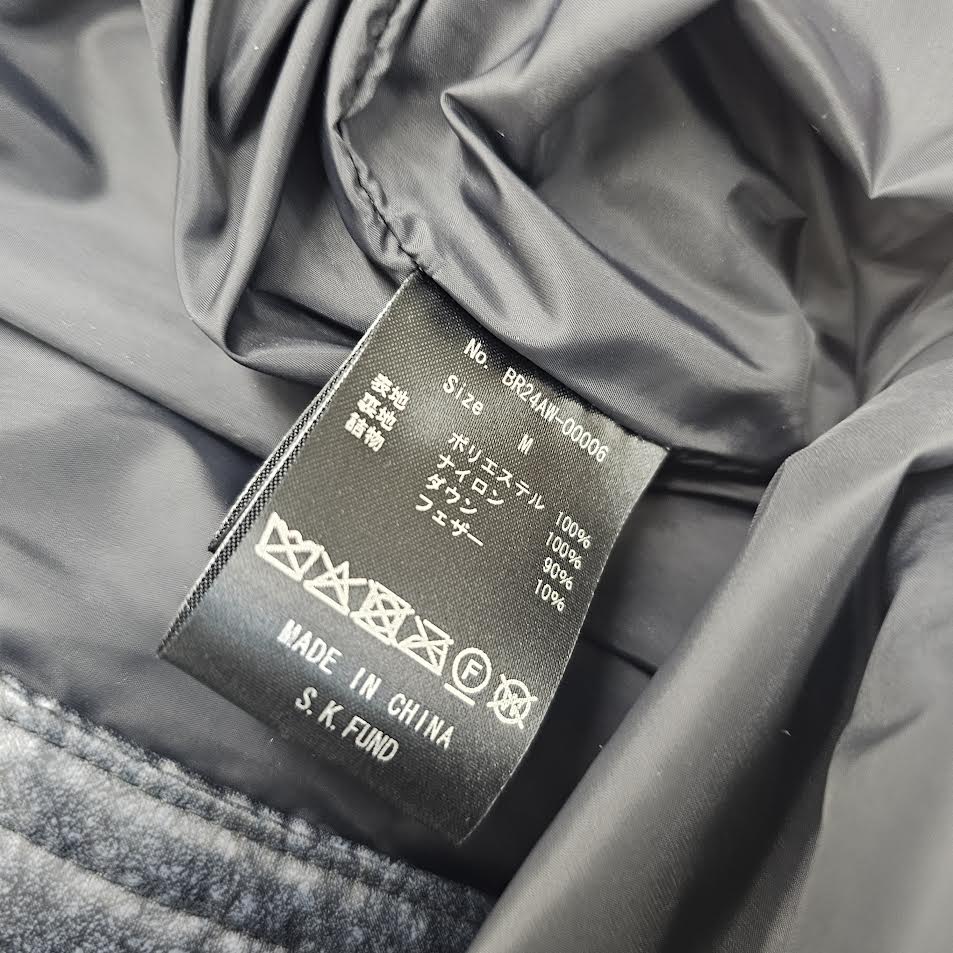 No. BR24AW-00006
Size M
表地 ポリエステル 100%
裏地 ナイロン 100%
詰物 ダウン 90%
フェザー 10%
F
W
MADE IN CHINA
S.K.FUND